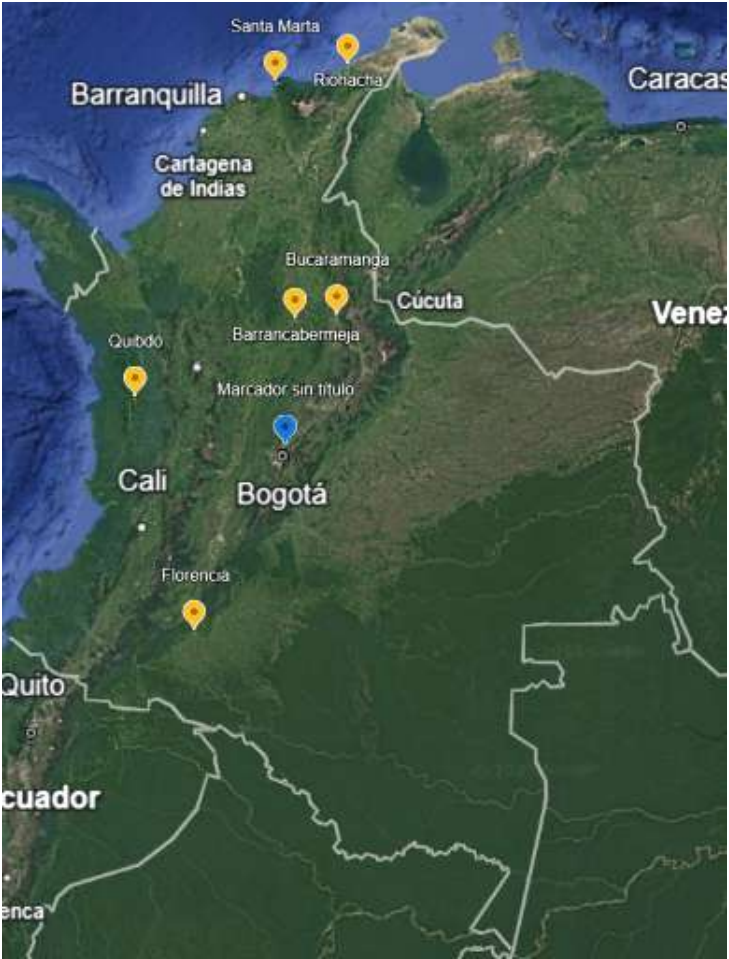 Santa Marta
Riohacha
Barranquilla
Caracas
Cartagena
de Indias
Bucaramanga
Cúcuta
Venez
Barrancabermeja
Quibdó
Marcador sin título
Cali
Bogotá
Florencia
Quito
cuador
enca